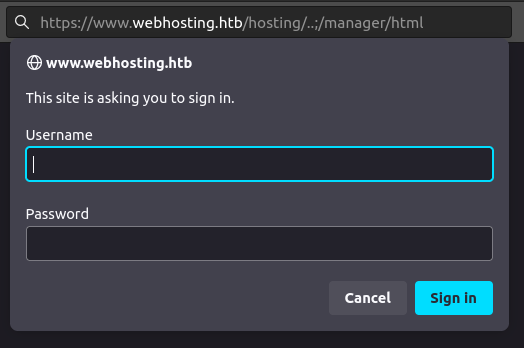 https://www.webhosting.htb/hosting/..;/manager/html
www.webhosting.htb
This site is asking you to sign in.
Username
Password
Cancel Sign in